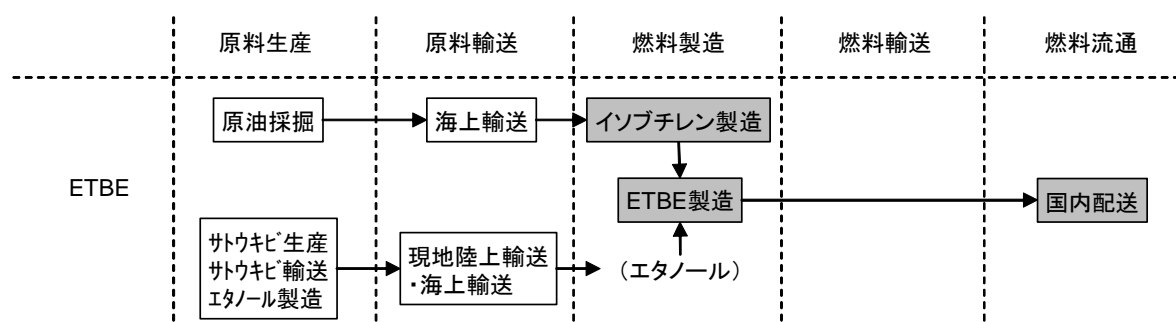 原料生産 原料輸送 燃料製造 燃料輸送 燃料流通
原油採掘 海上輸送 イソブチレン製造
ETBE
ETBE製造 国内配送
ｻﾄｳｷﾋﾞ生産
ｻﾄｳｷﾋﾞ輸送
ｴﾀﾉｰﾙ製造
現地陸上輸送
・海上輸送
（エタノール）